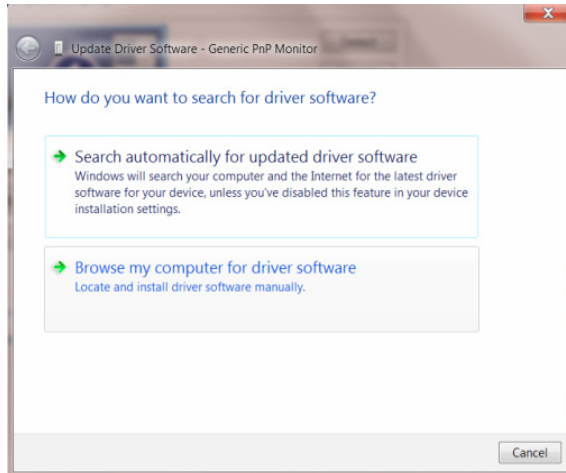 Update Driver Software - Generic PnP Monitor
How do you want to search for driver software?
Search automatically for updated driver software
Windows will search your computer and the Internet for the latest driver
software for your device, unless you've disabled this feature in your device
installation settings.
Browse my computer for driver software
Locate and install driver software manually.
Cancel